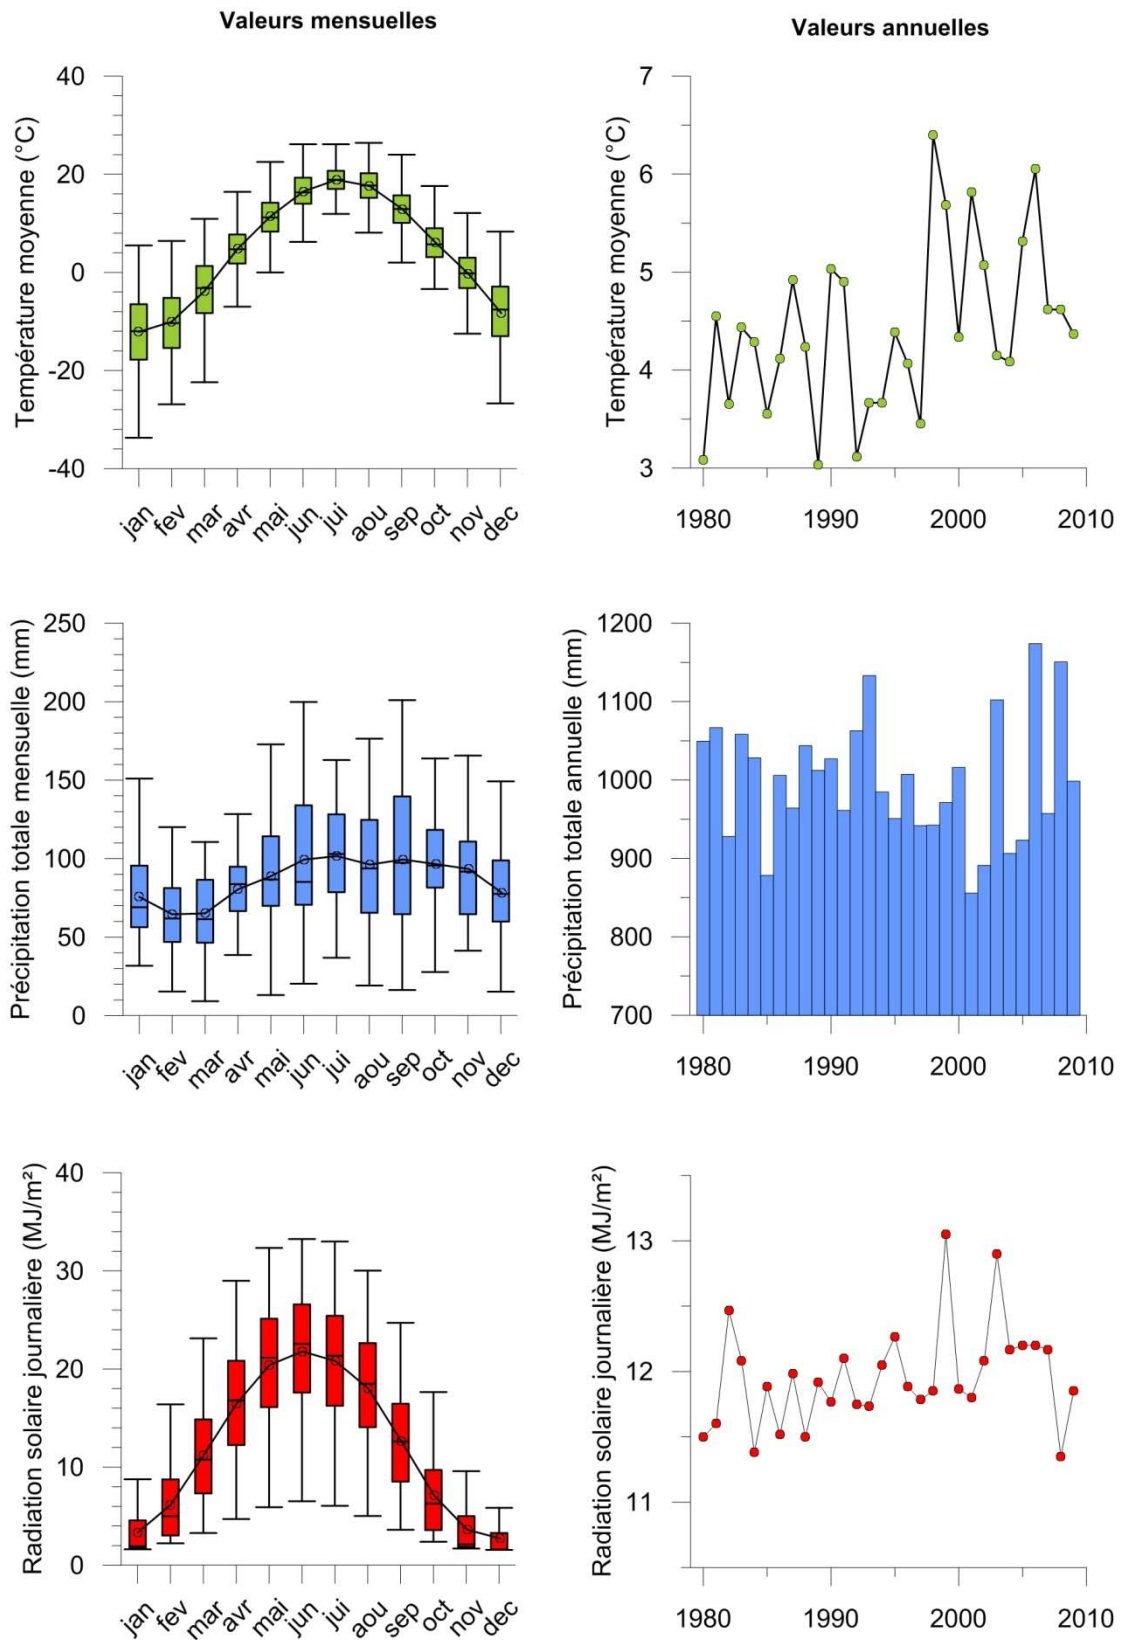 Valeurs mensuelles
Valeurs annuelles
Température moyenne (°C)
40
20
0
-20
-40
jan fev mar avr mai jun jui aou sep oct nov dec
Température moyenne (°C)
7
6
5
4
3
1980 1990 2000 2010
Précipitation totale mensuelle (mm)
250
200
150
100
50
0
jan fev mar avr mai jun jui aou sep oct nov dec
Précipitation totale annuelle (mm)
1200
1100
1000
900
800
700
1980 1990 2000 2010
Radiation solaire journalière (MJ/m²)
40
30
20
10
0
jan fev mar avr mai jun jui aou sep oct nov dec
Radiation solaire journalière (MJ/m²)
13
12
11
1980 1990 2000 2010